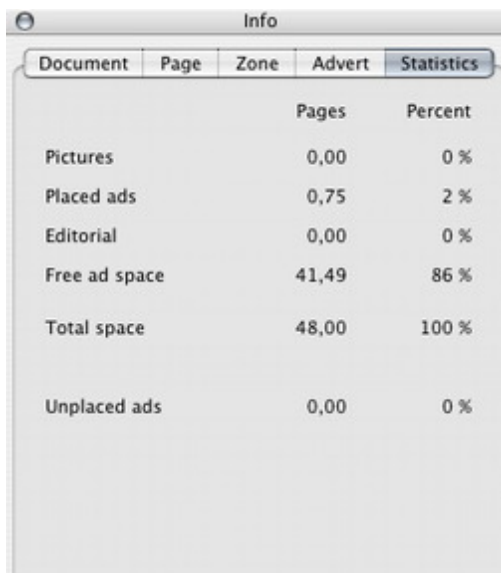 Info
Document Page Zone Advert Statistics
Pages Percent
Pictures 0,00 0 %
Placed ads 0,75 2 %
Editorial 0,00 0 %
Free ad space 41,49 86 %
Total space 48,00 100 %
Unplaced ads 0,00 0 %